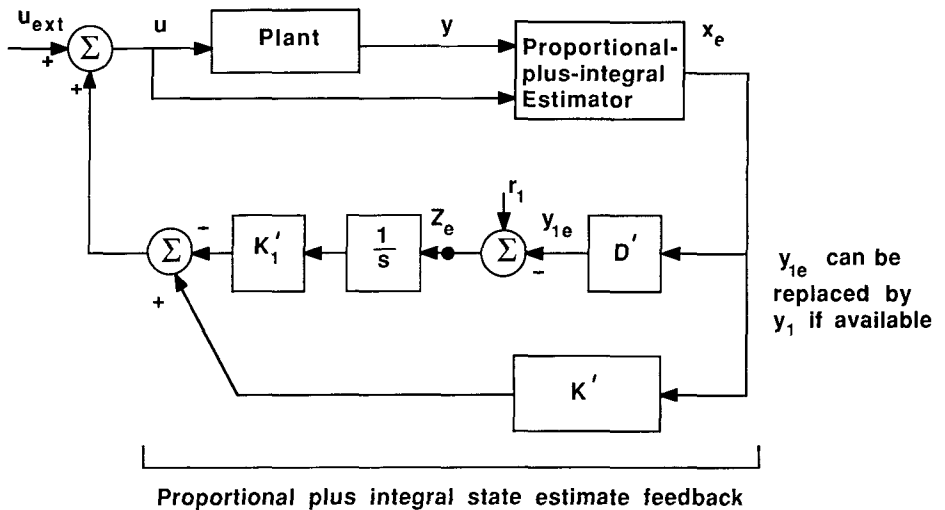 u_ext
+
Σ
+
u
Plant
y
Proportional-
plus-integral
Estimator
x_e
r_1
Σ
-
K'_1
1
s
Z_e
Σ
-
y_1e
D'
+
K'
y_1e can be
replaced by
y_1 if available
Proportional plus integral state estimate feedback